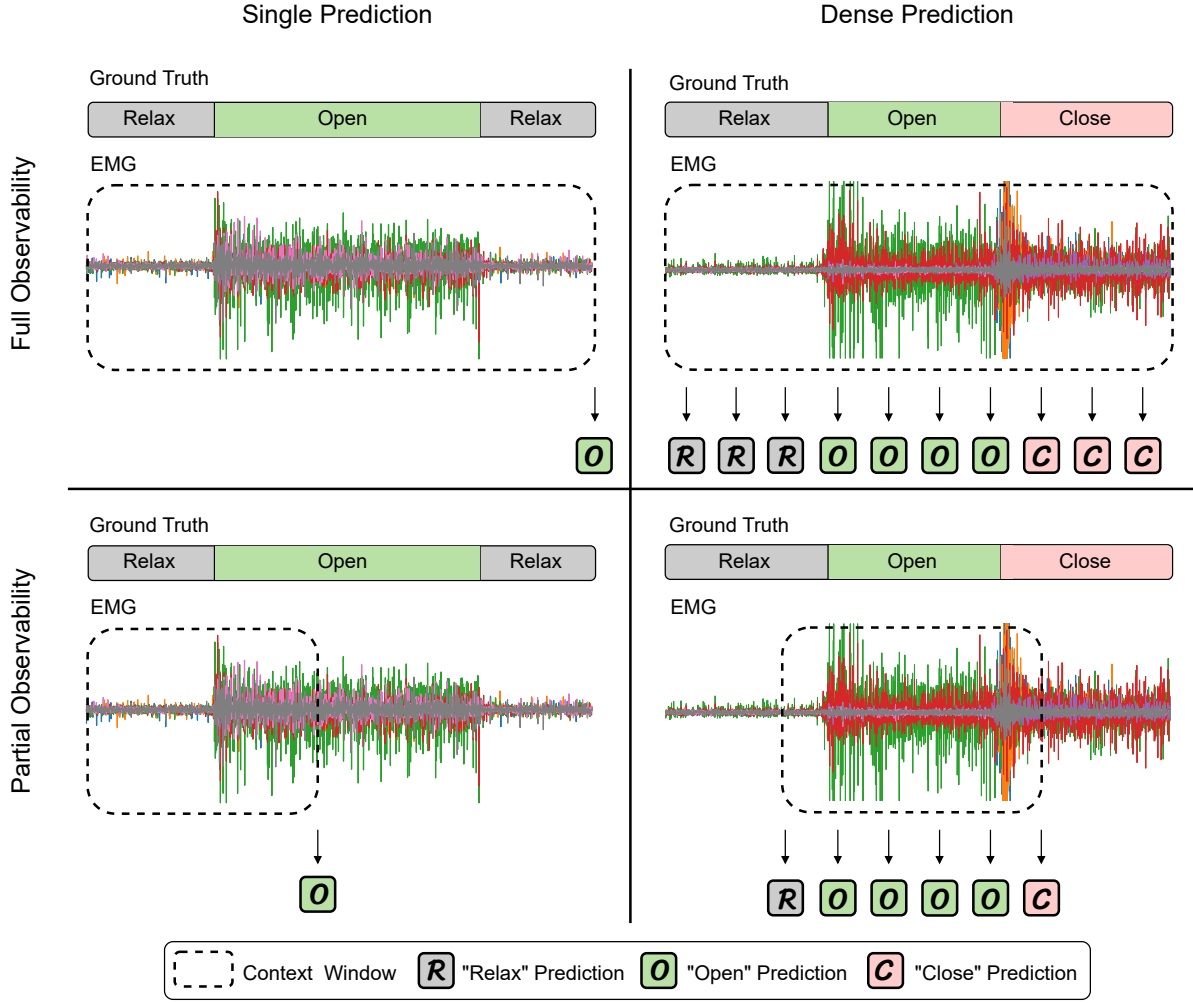 Single Prediction
Dense Prediction
Full Observability
Ground Truth
Relax Open Relax
EMG
O
Ground Truth
Relax Open Close
EMG
R R R O O O O C C C
Partial Observability
Ground Truth
Relax Open Relax
EMG
O
Ground Truth
Relax Open Close
EMG
R O O O O C
Context Window R "Relax" Prediction O "Open" Prediction C "Close" Prediction